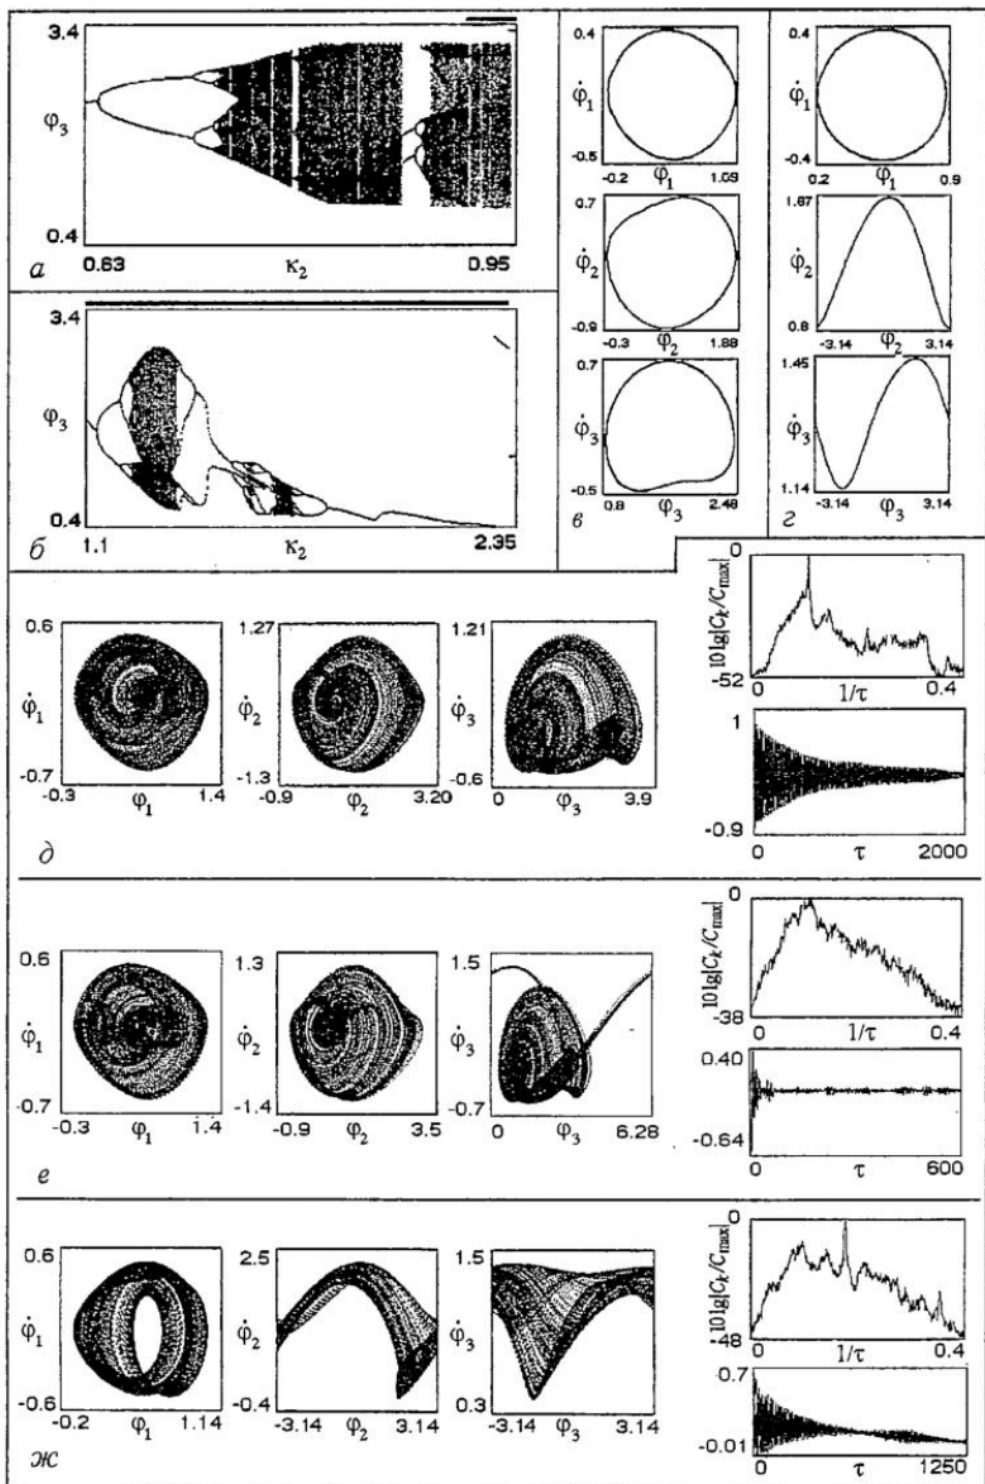 3.4
φ₃
0.4
а
0.63 κ₂ 0.95
3.4
φ₃
0.4
б
1.1 κ₂ 2.35
0.4
φ̇₁
-0.5
-0.2 φ₁ 1.09
0.7
φ̇₂
-0.9
-0.3 φ₂ 1.88
0.7
φ̇₃
-0.5
0.8 φ₃ 2.48
в
0.4
φ̇₁
-0.4
0.2 φ₁ 0.9
1.67
φ̇₂
0.8
-3.14 φ₂ 3.14
1.45
φ̇₃
1.14
-3.14 φ₃ 3.14
г
0.6
φ̇₁
-0.7
-0.3 φ₁ 1.4
1.27
φ̇₂
-1.3
-0.9 φ₂ 3.20
1.21
φ̇₃
-0.6
0 φ₃ 3.9
0
10lg|Cₖ/Cmax|
-52
0 1/τ 0.4
1
-0.9
0 τ 2000
д
0.6
φ̇₁
-0.7
-0.3 φ₁ 1.4
1.3
φ̇₂
-1.4
-0.9 φ₂ 3.5
1.5
φ̇₃
-0.7
0 φ₃ 6.28
0
10lg|Cₖ/Cmax|
-38
0 1/τ 0.4
0.40
-0.64
0 τ 600
е
0.6
φ̇₁
-0.6
-0.2 φ₁ 1.14
2.5
φ̇₂
-0.4
-3.14 φ₂ 3.14
1.5
φ̇₃
0.3
-3.14 φ₃ 3.14
0
10lg|Cₖ/Cmax|
-48
0 1/τ 0.4
-0.7
-0.01
0 τ 1250
ж